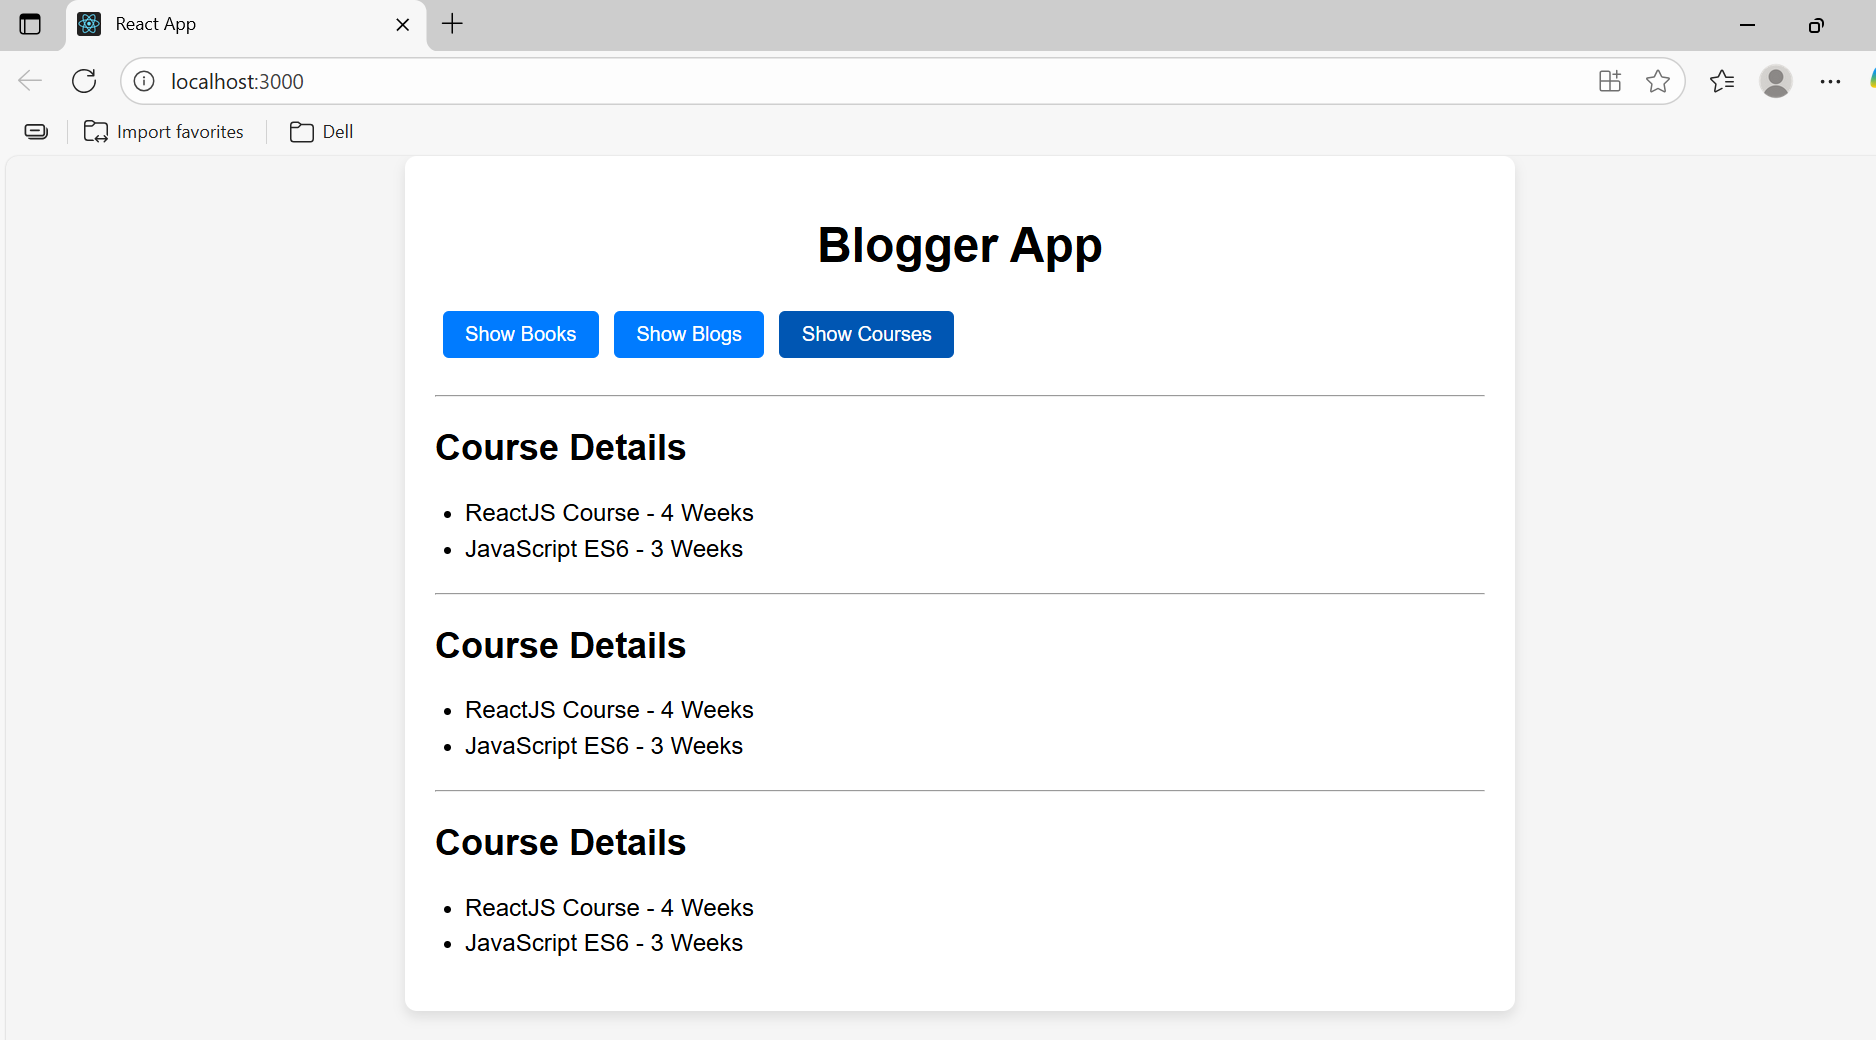 React App
localhost:3000
Import favorites Dell
Blogger App
Show Books Show Blogs Show Courses
Course Details
ReactJS Course - 4 Weeks
JavaScript ES6 - 3 Weeks
Course Details
ReactJS Course - 4 Weeks
JavaScript ES6 - 3 Weeks
Course Details
ReactJS Course - 4 Weeks
JavaScript ES6 - 3 Weeks